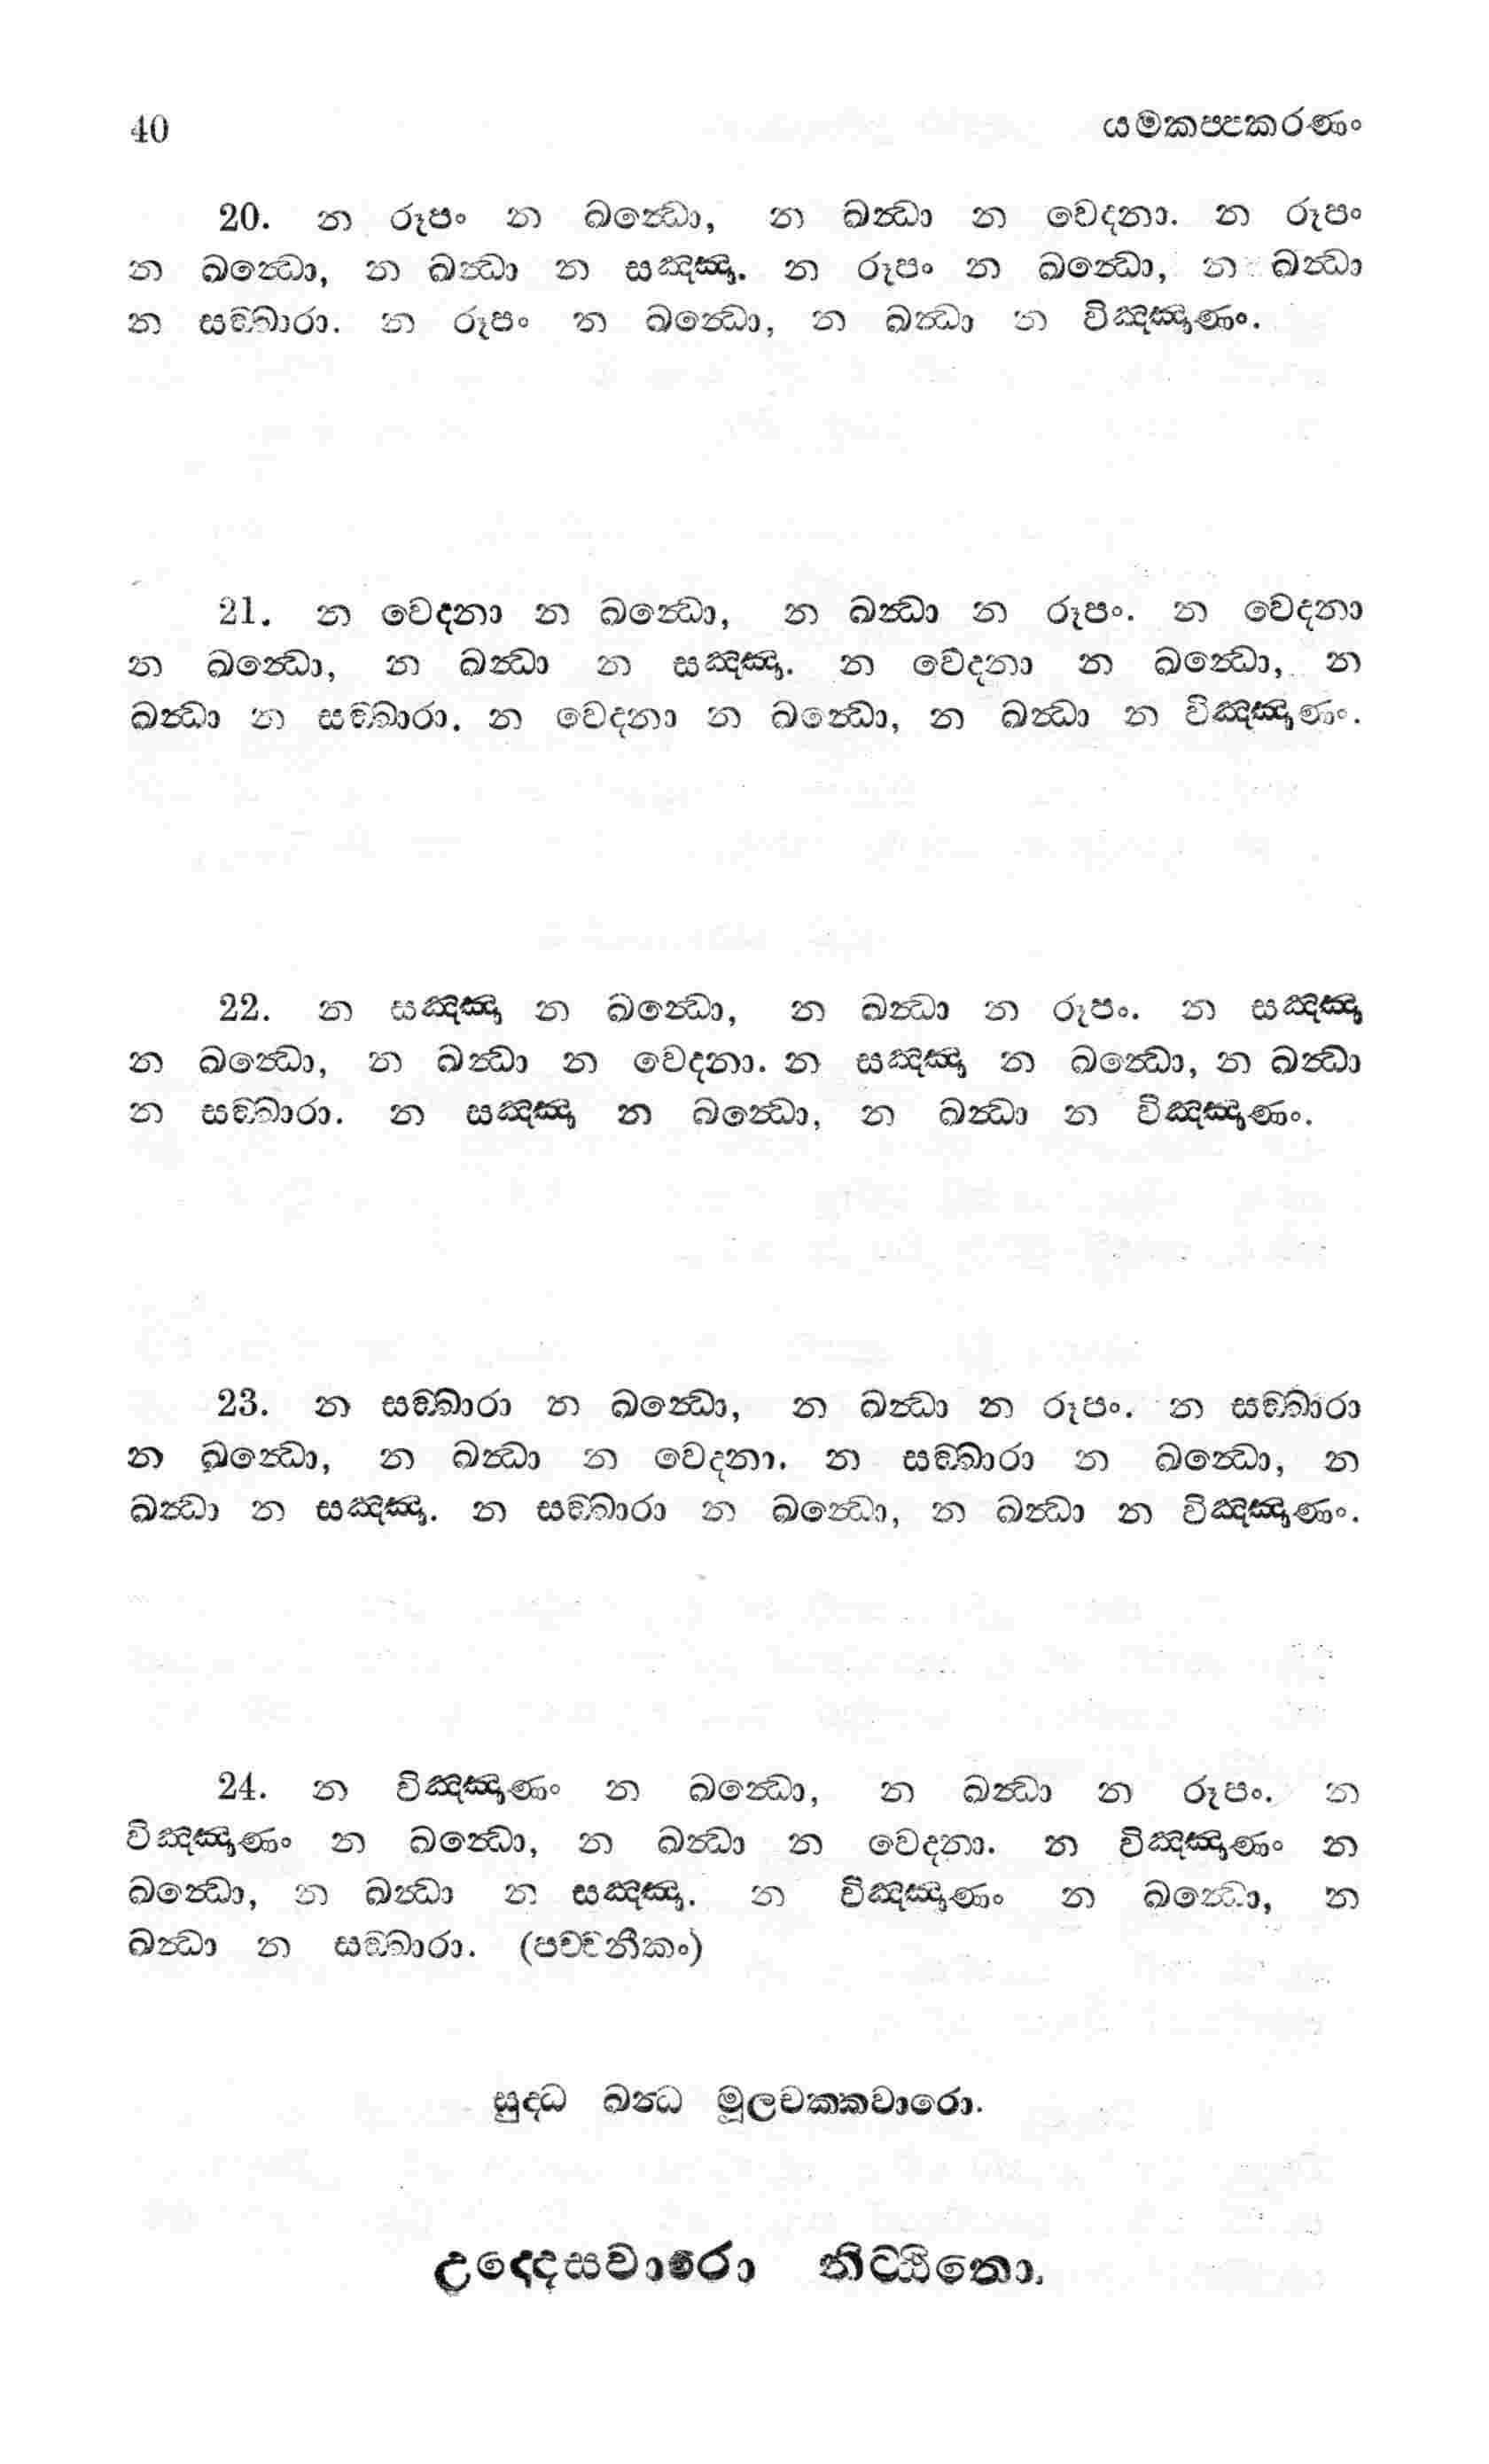 40 යමකප්පකරණං
20. න රූපං න ඛන්ධො, න ඛන්ධා න වෙදනා. න රූපං
න ඛන්ධො, න ඛන්ධා න සඤ්ඤා. න රූපං න ඛන්ධො, න ඛන්ධා
න සඞ්ඛාරා. න රූපං න ඛන්ධො, න ඛන්ධා න විඤ්ඤාණං.
21. න වෙදනා න ඛන්ධො, න ඛන්ධා න රූපං. න වෙදනා
න ඛන්ධො, න ඛන්ධා න සඤ්ඤා. න වෙදනා න ඛන්ධො, න
ඛන්ධා න සඞ්ඛාරා. න වෙදනා න ඛන්ධො, න ඛන්ධා න විඤ්ඤාණං.
22. න සඤ්ඤා න ඛන්ධො, න ඛන්ධා න රූපං. න සඤ්ඤා
න ඛන්ධො, න ඛන්ධා න වෙදනා. න සඤ්ඤා න ඛන්ධො, න ඛන්ධා
න සඞ්ඛාරා. න සඤ්ඤා න ඛන්ධො, න ඛන්ධා න විඤ්ඤාණං.
23. න සඞ්ඛාරා න ඛන්ධො, න ඛන්ධා න රූපං. න සඞ්ඛාරා
න ඛන්ධො, න ඛන්ධා න වෙදනා. න සඞ්ඛාරා න ඛන්ධො, න
ඛන්ධා න සඤ්ඤා. න සඞ්ඛාරා න ඛන්ධො, න ඛන්ධා න විඤ්ඤාණං.
24. න විඤ්ඤාණං න ඛන්ධො, න ඛන්ධා න රූපං. න
විඤ්ඤාණං න ඛන්ධො, න ඛන්ධා න වෙදනා. න විඤ්ඤාණං න
ඛන්ධො, න ඛන්ධා න සඤ්ඤා. න විඤ්ඤාණං න ඛන්ධො, න
ඛන්ධා න සඞ්ඛාරා. (පච්චනීකං)
සුද්ධ ඛන්ධ මූලචක්කවාරො.
උද්දෙසවාරො නිට්ඨිතො.